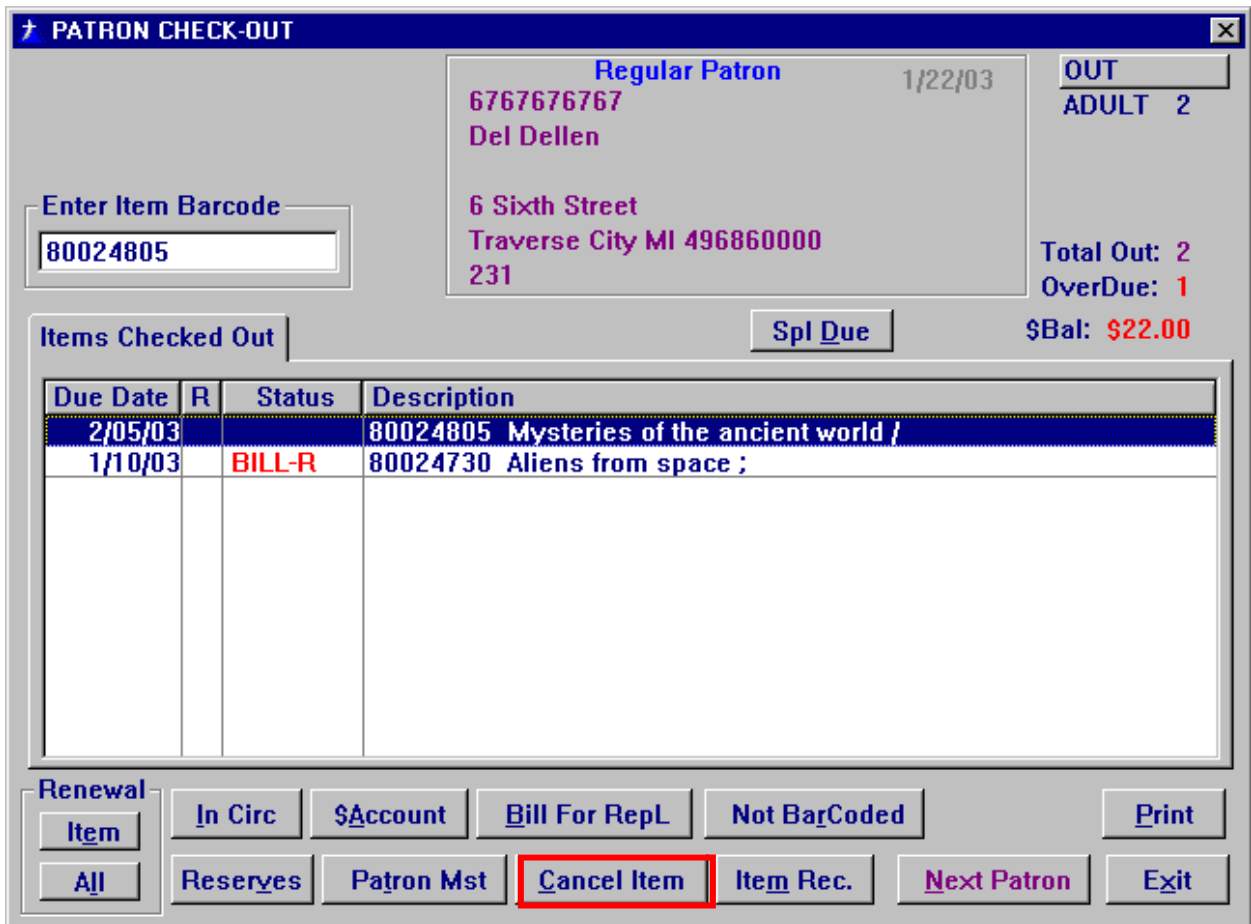 PATRON CHECK-OUT
Regular Patron
1/22/03
6767676767
Del Dellen
6 Sixth Street
Traverse City MI 496860000
231
OUT
ADULT 2
Enter Item Barcode
80024805
Total Out: 2
OverDue: 1
$Bal: $22.00
Spl Due
Items Checked Out
Due Date R Status Description
2/05/03 80024805 Mysteries of the ancient world /
1/10/03 BILL-R 80024730 Aliens from space ;
Renewal
Item
All
In Circ $Account Bill For RepL Not BarCoded Print
Reserves Patron Mst Cancel Item Item Rec. Next Patron Exit